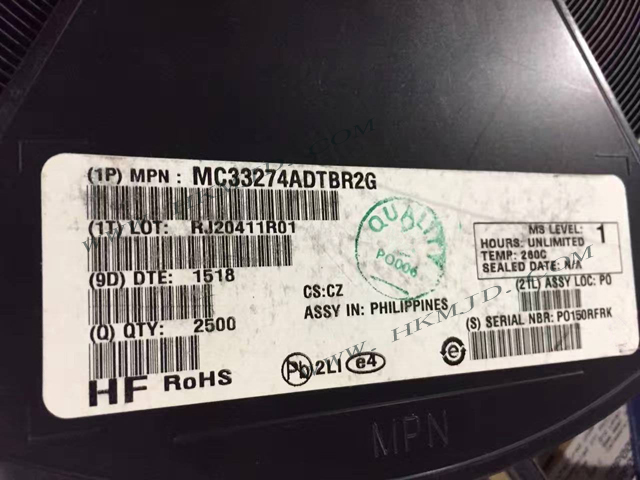 (1P) MPN : MC33274ADTBR2G
(1T) LOT: RJ20411R01
(9D) DTE: 1518
(Q) QTY: 2500
HF RoHS
CS:CZ
ASSY IN: PHILIPPINES
Pb 2LI e4
QUALITY
PO006
MS LEVEL: 1
HOURS: UNLIMITED
TEMP: 260C
SEALED DATE: N/A
(21L) ASSY LOC: PO
(S) SERIAL NBR: PO150RFRK
e
MPN
WWW.HKMJD.COM